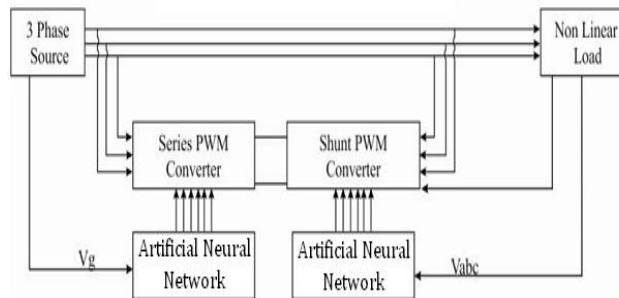 3 Phase
Source
Non Linear
Load
Series PWM
Converter
Shunt PWM
Converter
Artificial Neural
Network
Artificial Neural
Network
Vg
Vabc